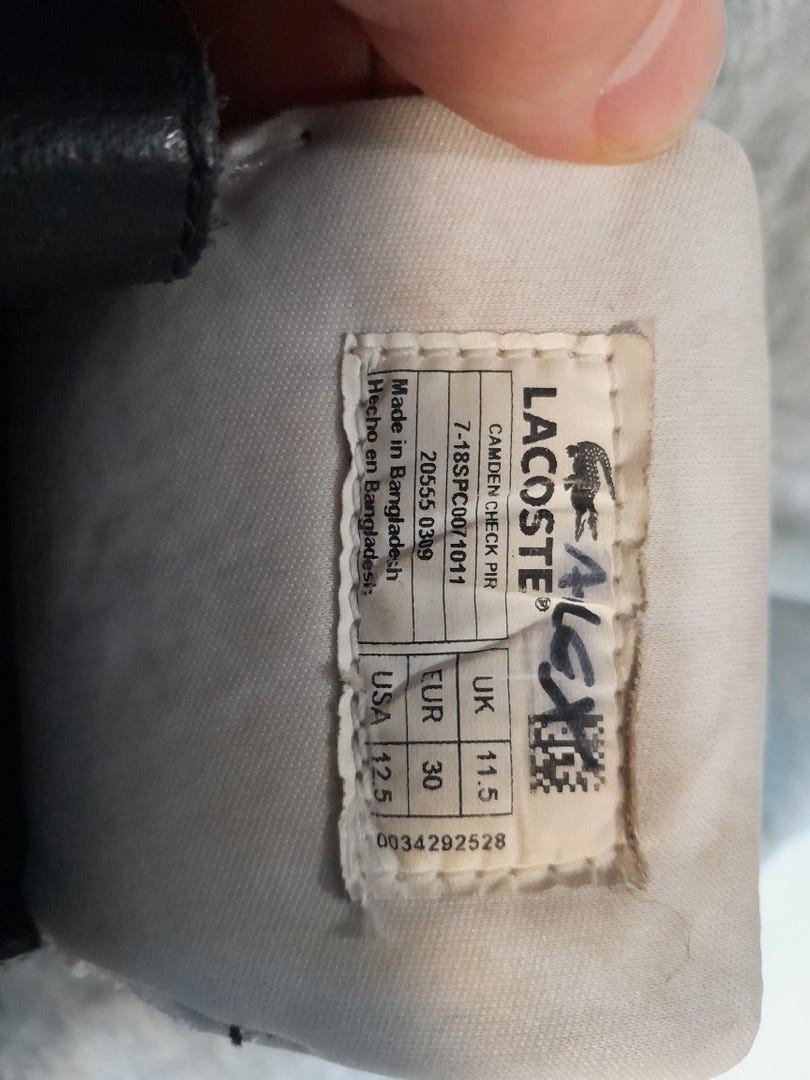 ALEX
LACOSTE®
CAMDEN CHECK PIR
7-18SPC0071011
20555 0309
Made in Bangladesh
Hecho en Bangladesh
UK 11.5
EUR 30
USA 12.5
0034292528